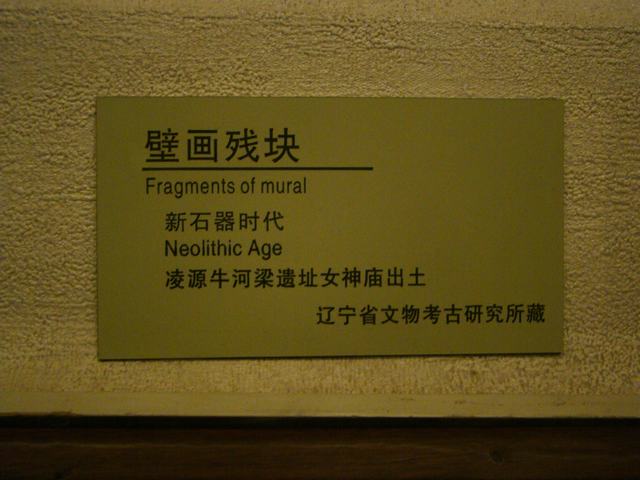 壁画残块
Fragments of mural
新石器时代
Neolithic Age
凌源牛河梁遗址女神庙出土
辽宁省文物考古研究所藏